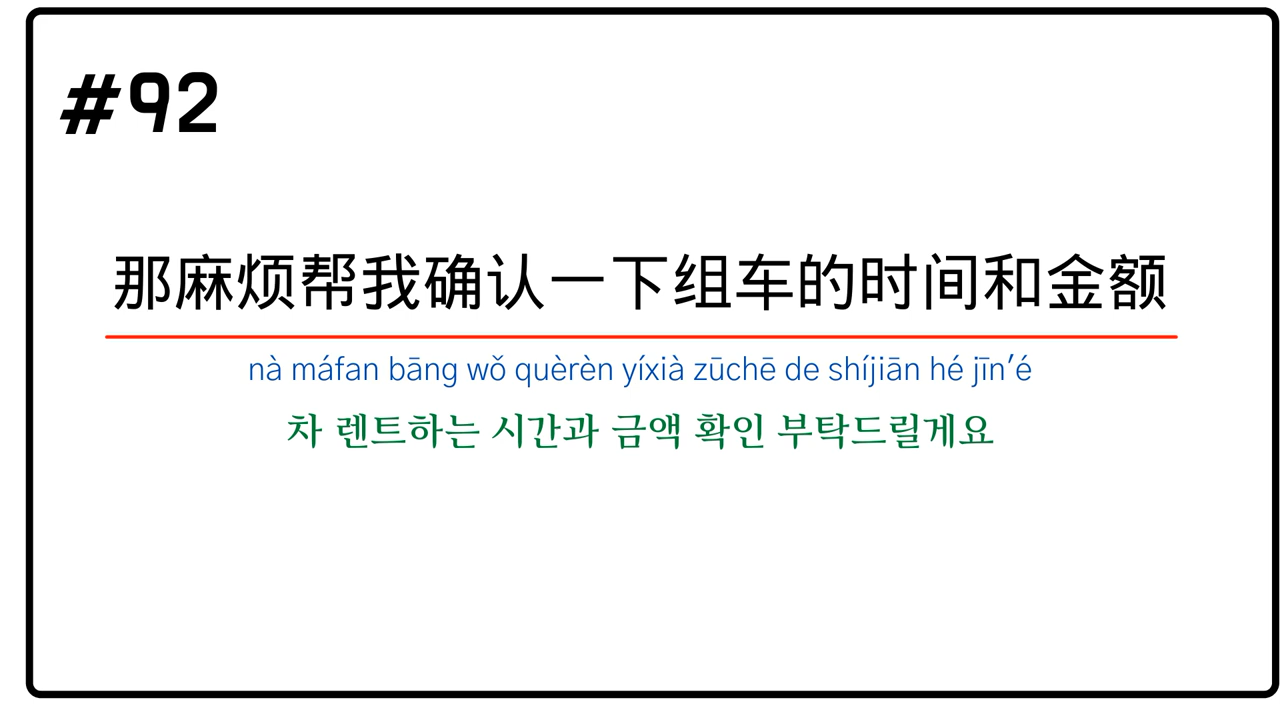 #92
那麻烦帮我确认一下组车的时间和金额
nà máfan bāng wǒ quèrèn yíxià zūchē de shíjiān hé jīn’é
차 렌트하는 시간과 금액 확인 부탁드릴게요